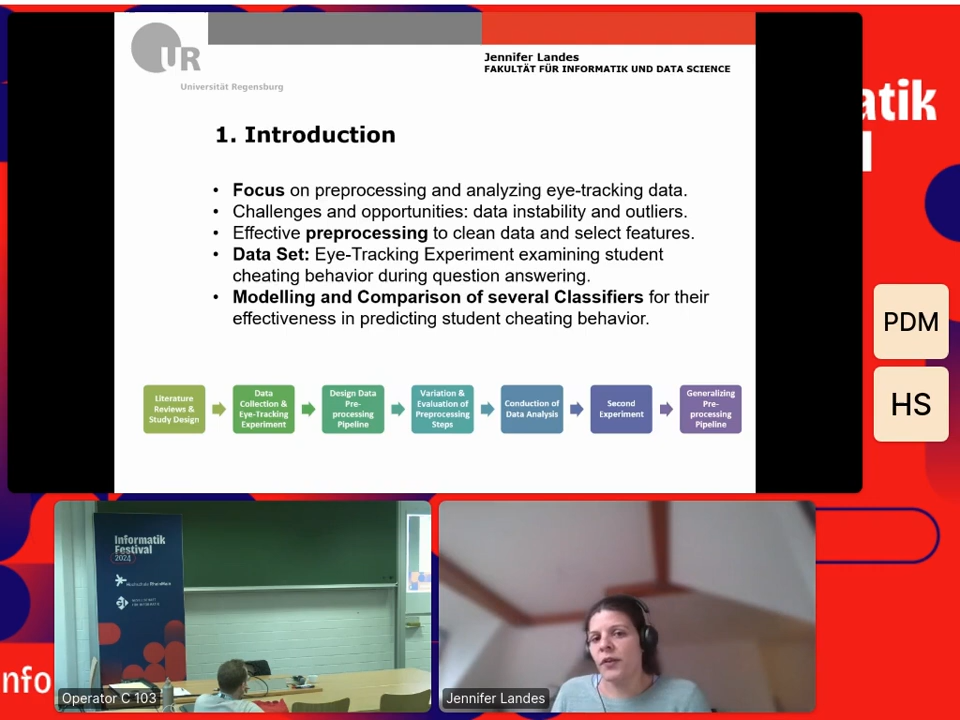 UR
Universität Regensburg
Jennifer Landes
FAKULTÄT FÜR INFORMATIK UND DATA SCIENCE
1. Introduction
• Focus on preprocessing and analyzing eye-tracking data.
• Challenges and opportunities: data instability and outliers.
• Effective preprocessing to clean data and select features.
• Data Set: Eye-Tracking Experiment examining student
cheating behavior during question answering.
• Modelling and Comparison of several Classifiers for their
effectiveness in predicting student cheating behavior.
Literature
Reviews &
Study Design
Data
Collection &
Eye-Tracking
Experiment
Design Data
Pre-
processing
Pipeline
Variation &
Evaluation of
Preprocessing
Steps
Conduction of
Data Analysis
Second
Experiment
Generalizing
Pre-
processing
Pipeline
atik
PDM
HS
Informatik
Festival
2024
Hochschule RheinMain
Operator C 103
Jennifer Landes
nfo